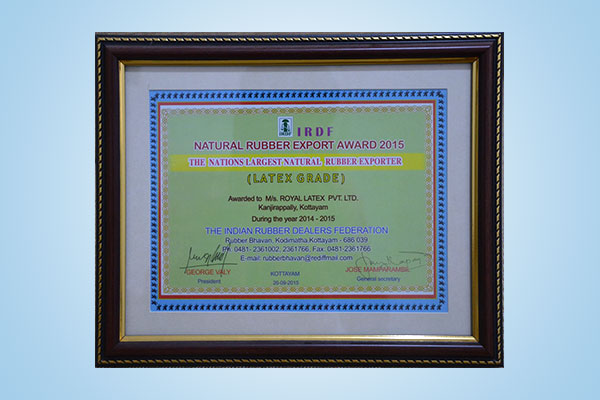 IRDF
NATURAL RUBBER EXPORT AWARD 2015
THE NATIONS LARGEST NATURAL RUBBER EXPORTER
(LATEX GRADE)
Awarded to M/s. ROYAL LATEX PVT. LTD.
Kanjirappally, Kottayam
During the year 2014 - 2015
THE INDIAN RUBBER DEALERS FEDERATION
Rubber Bhavan, Kodimatha.Kottayam - 686 039
Ph: 0481- 2361002, 2361766, Fax: 0481-2361766
E-mail: rubberbhavan@rediffmail.com
GEORGE VALY
President
KOTTAYAM
26-09-2015
JOSE MAMPARAMBIL
General secretary